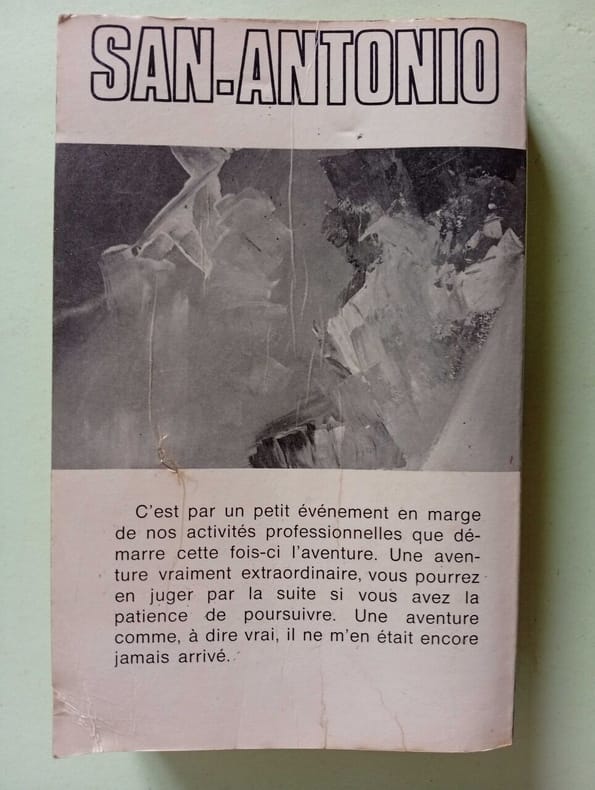 SAN-ANTONIO
C'est par un petit événement en marge
de nos activités professionnelles que dé-
marre cette fois-ci l'aventure. Une aven-
ture vraiment extraordinaire, vous pourrez
en juger par la suite si vous avez la
patience de poursuivre. Une aventure
comme, à dire vrai, il ne m'en était encore
jamais arrivé.